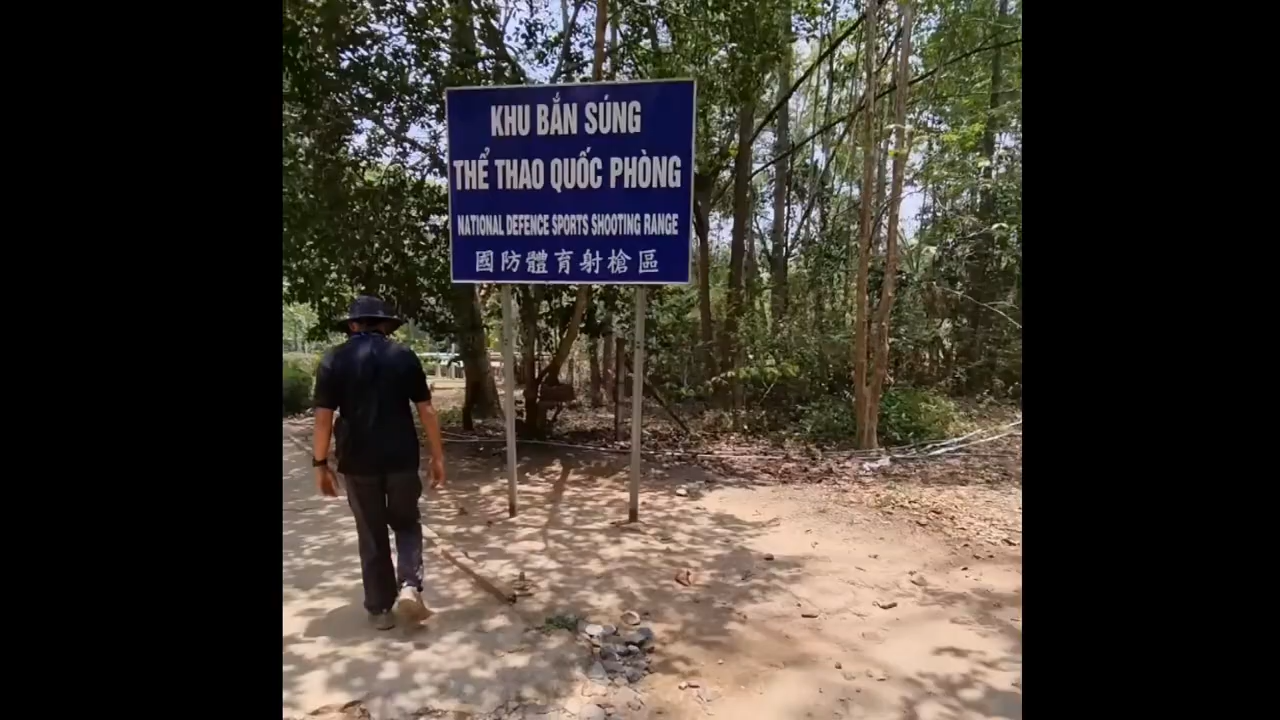 KHU BẮN SÚNG
THỂ THAO QUỐC PHÒNG
NATIONAL DEFENCE SPORTS SHOOTING RANGE
國防體育射槍區